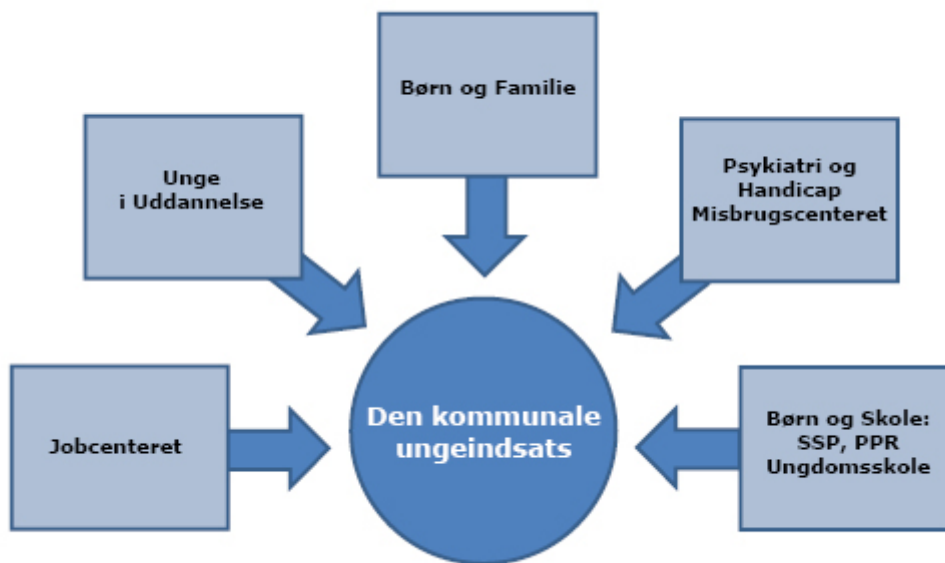 Børn og Familie
Unge
i Uddannelse
Psykiatri og
Handicap
Misbrugscenteret
Jobcenteret
Den kommunale
ungeindsats
Børn og Skole:
SSP, PPR
Ungdomsskole